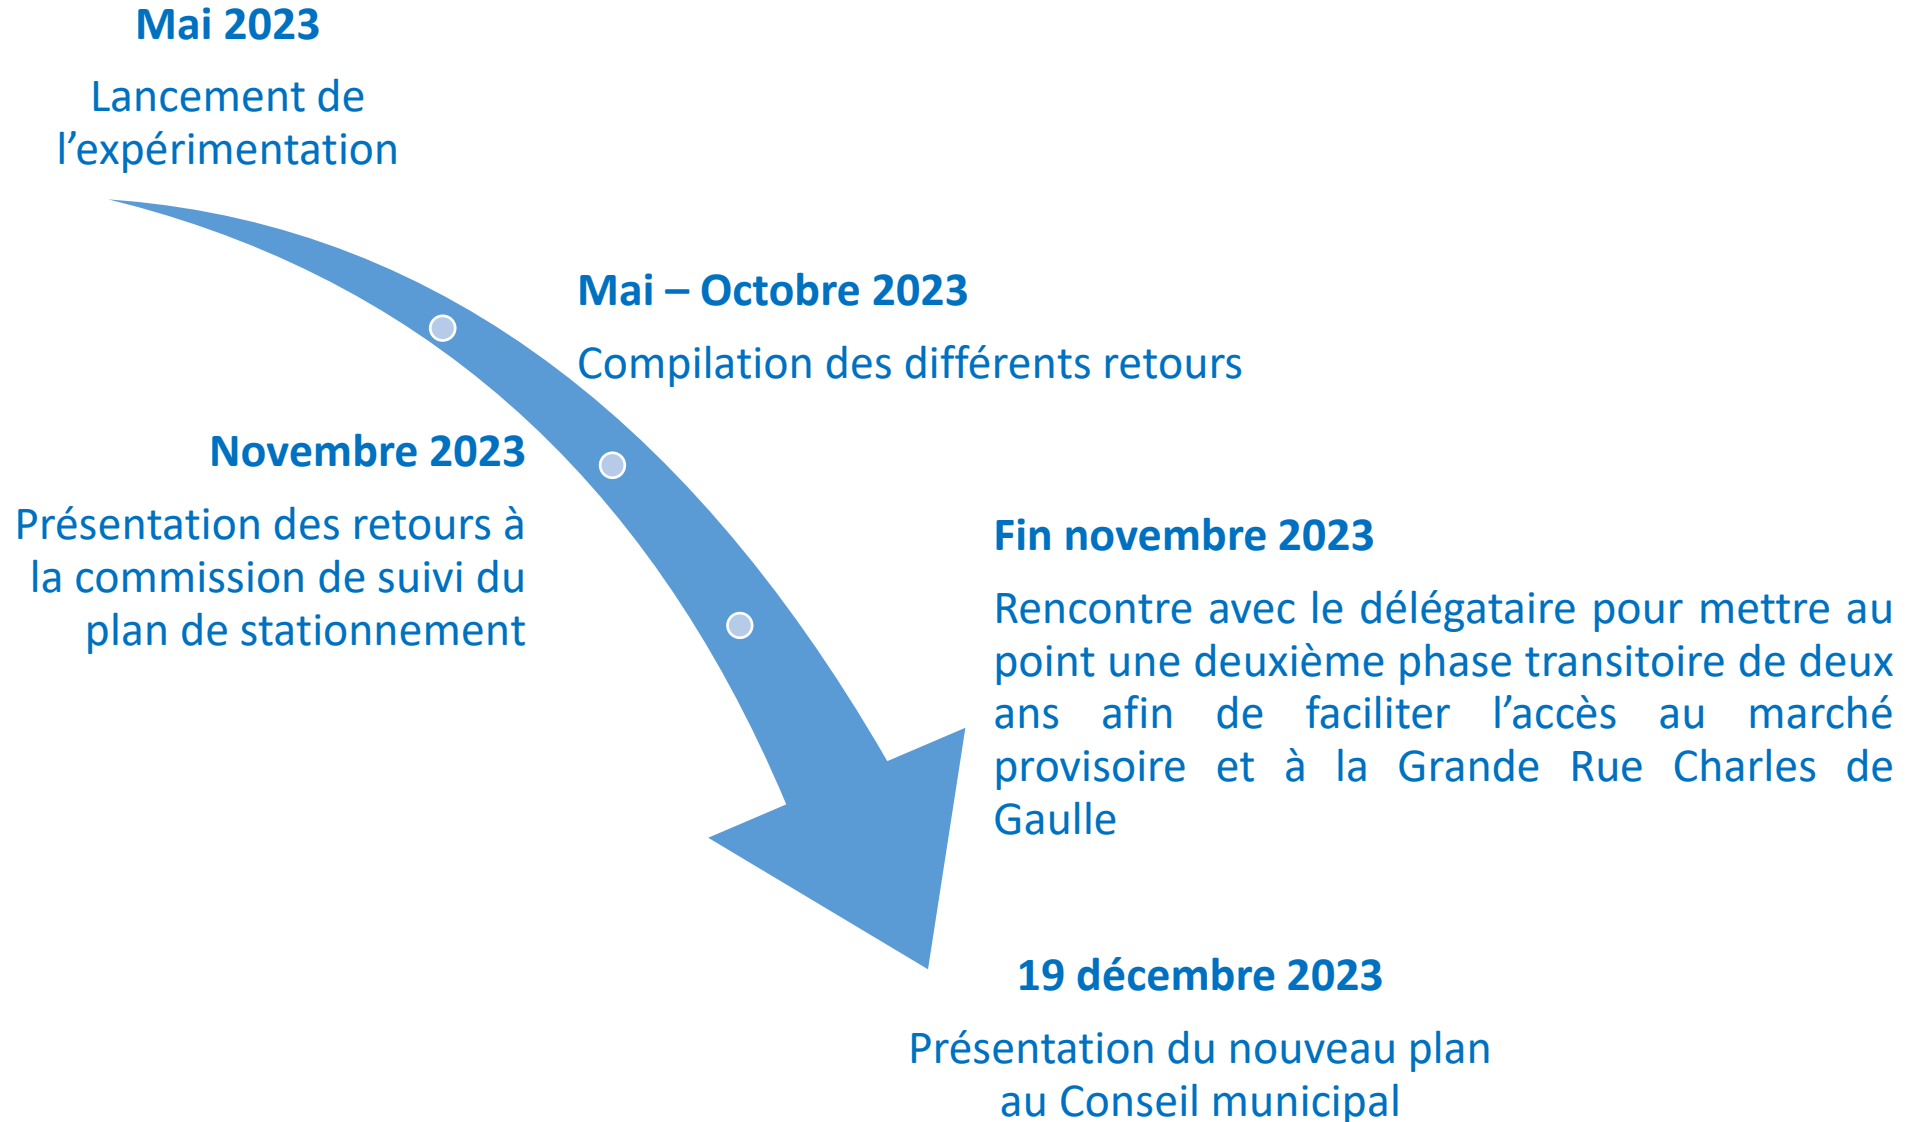 Mai 2023
Lancement de
l’expérimentation
Mai – Octobre 2023
Compilation des différents retours
Novembre 2023
Présentation des retours à
la commission de suivi du
plan de stationnement
Fin novembre 2023
Rencontre avec le délégataire pour mettre au
point une deuxième phase transitoire de deux
ans afin de faciliter l’accès au marché
provisoire et à la Grande Rue Charles de
Gaulle
19 décembre 2023
Présentation du nouveau plan
au Conseil municipal